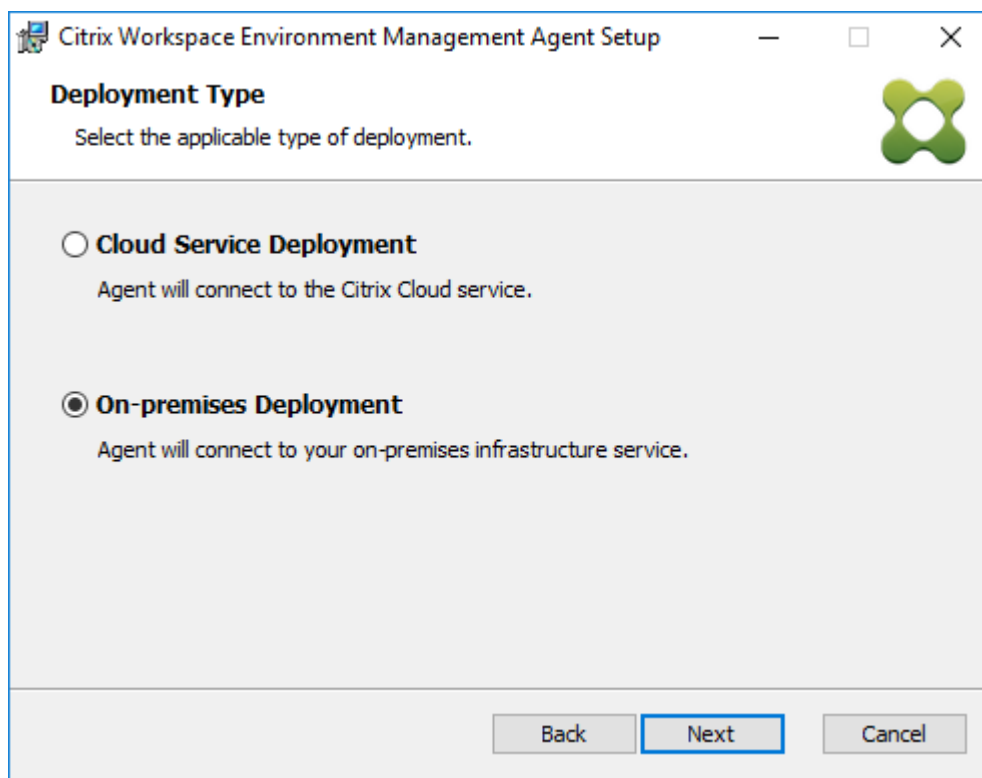 Citrix Workspace Environment Management Agent Setup
Deployment Type
Select the applicable type of deployment.
Cloud Service Deployment
Agent will connect to the Citrix Cloud service.
On-premises Deployment
Agent will connect to your on-premises infrastructure service.
Back Next Cancel